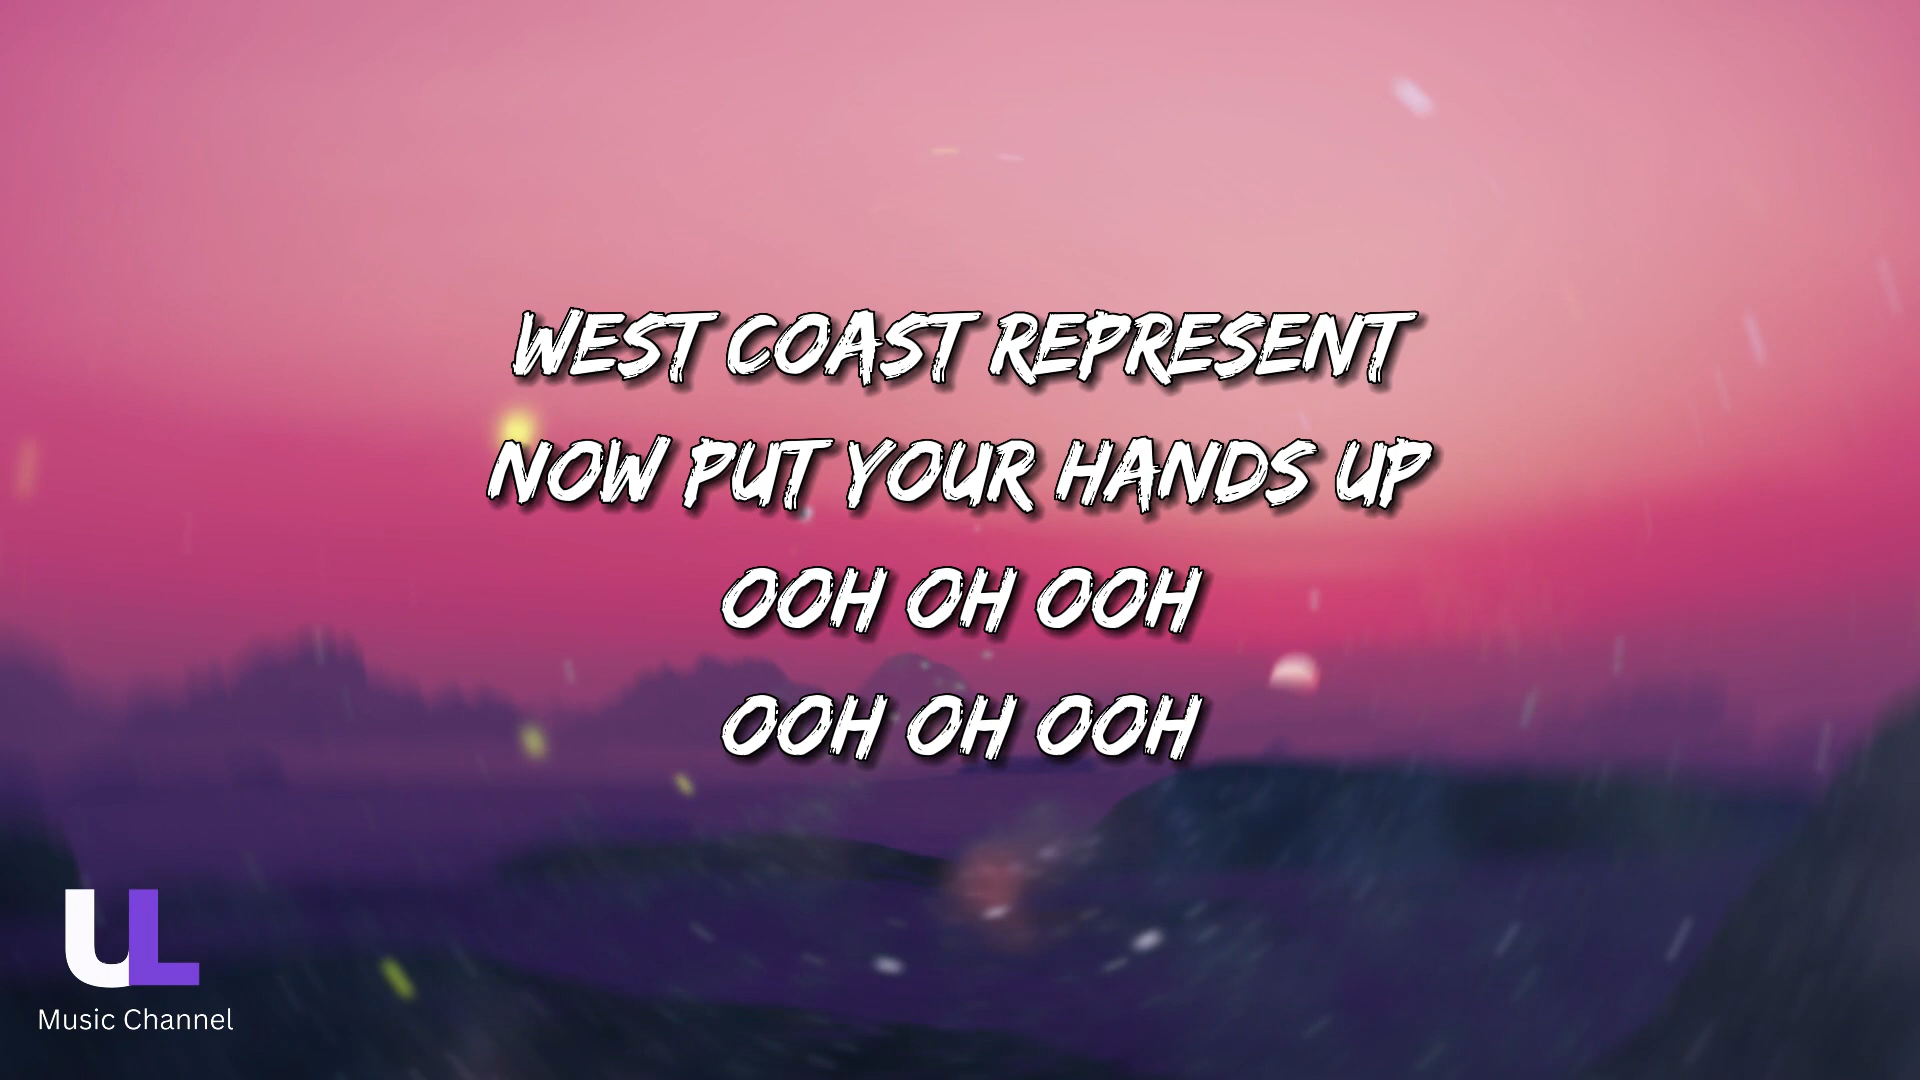 WEST COAST REPRESENT
NOW PUT YOUR HANDS UP
OOH OH OOH
OOH OH OOH
UL
Music Channel